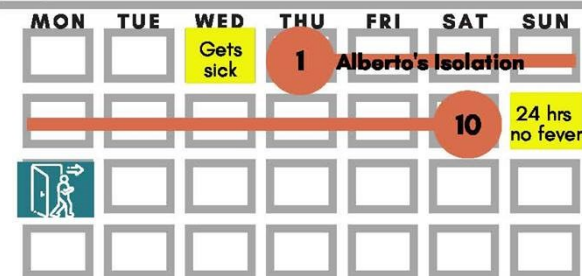 MON TUE WED THU FRI SAT SUN
Gets
sick
1
Alberto's Isolation
10
24 hrs
no fever